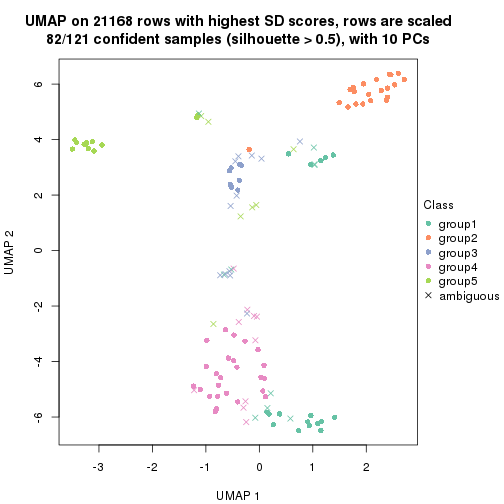 UMAP on 21168 rows with highest SD scores, rows are scaled
82/121 confident samples (silhouette > 0.5), with 10 PCs
6
4
2
0
-2
-4
-6
UMAP 2
-3
-2
-1
0
1
2
UMAP 1
Class
group1
group2
group3
group4
group5
ambiguous